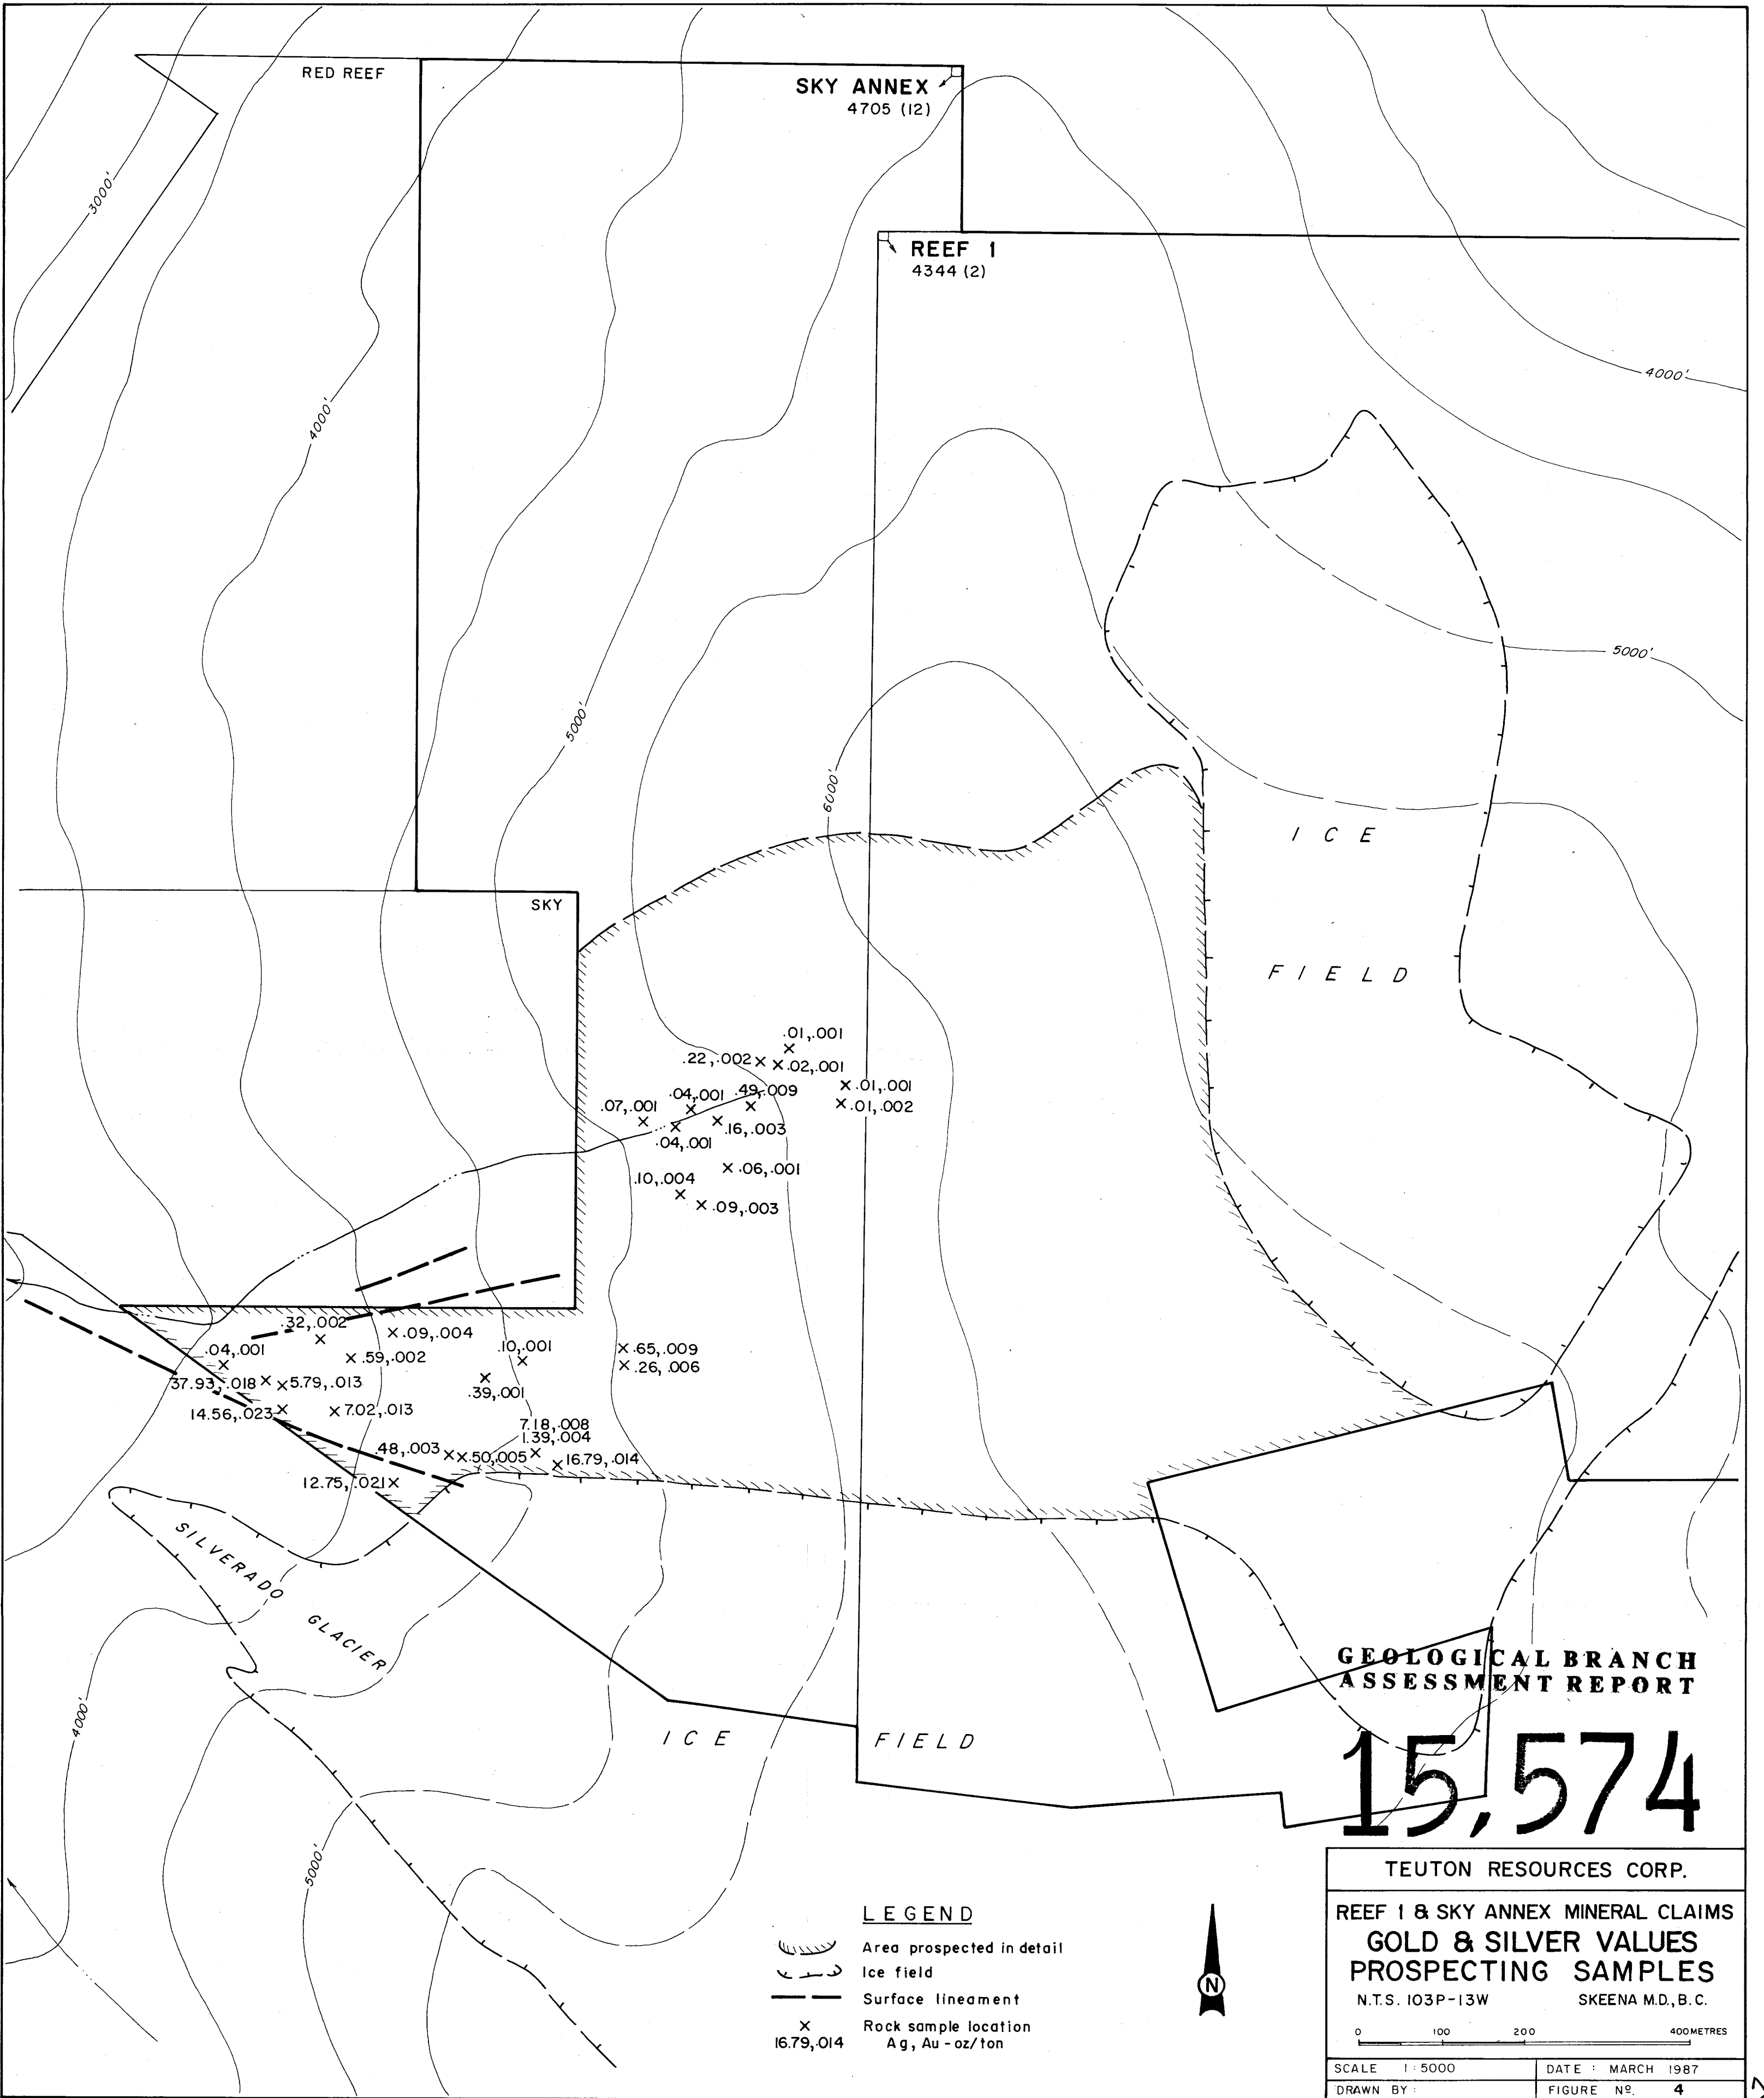 RED REEF
SKY ANNEX
4705 (12)
3000'
REEF 1
4344 (2)
4000'
4000'
5000'
5000'
6000'
ICE
FIELD
SKY
.01,.001
.22,.002
.02,.001
.01,.001
.01,.002
.04,.001
.49,.009
.07,.001
.16,.003
.04,.001
.06,.001
.10,.004
.09,.003
.32,.002
.09,.004
.04,.001
.59,.002
.10,.001
.65,.009
.26,.006
37.93,.018
5.79,.013
.39,.001
14.56,.023
7.02,.013
7.18,.008
1.39,.004
.48,.003
.50,.005
16.79,.014
12.75,.021
SILVERADO
GLACIER
4000'
5000'
ICE FIELD
GEOLOGICAL BRANCH
ASSESSMENT REPORT
15,574
LEGEND
Area prospected in detail
Ice field
Surface lineament
Rock sample location
16.79,.014 Ag, Au - oz/ton
N
TEUTON RESOURCES CORP.
REEF 1 & SKY ANNEX MINERAL CLAIMS
GOLD & SILVER VALUES
PROSPECTING SAMPLES
N.T.S. 103P-13W SKEENA M.D., B.C.
0 100 200 400 METRES
SCALE 1:5000 DATE : MARCH 1987
DRAWN BY : FIGURE Nº. 4